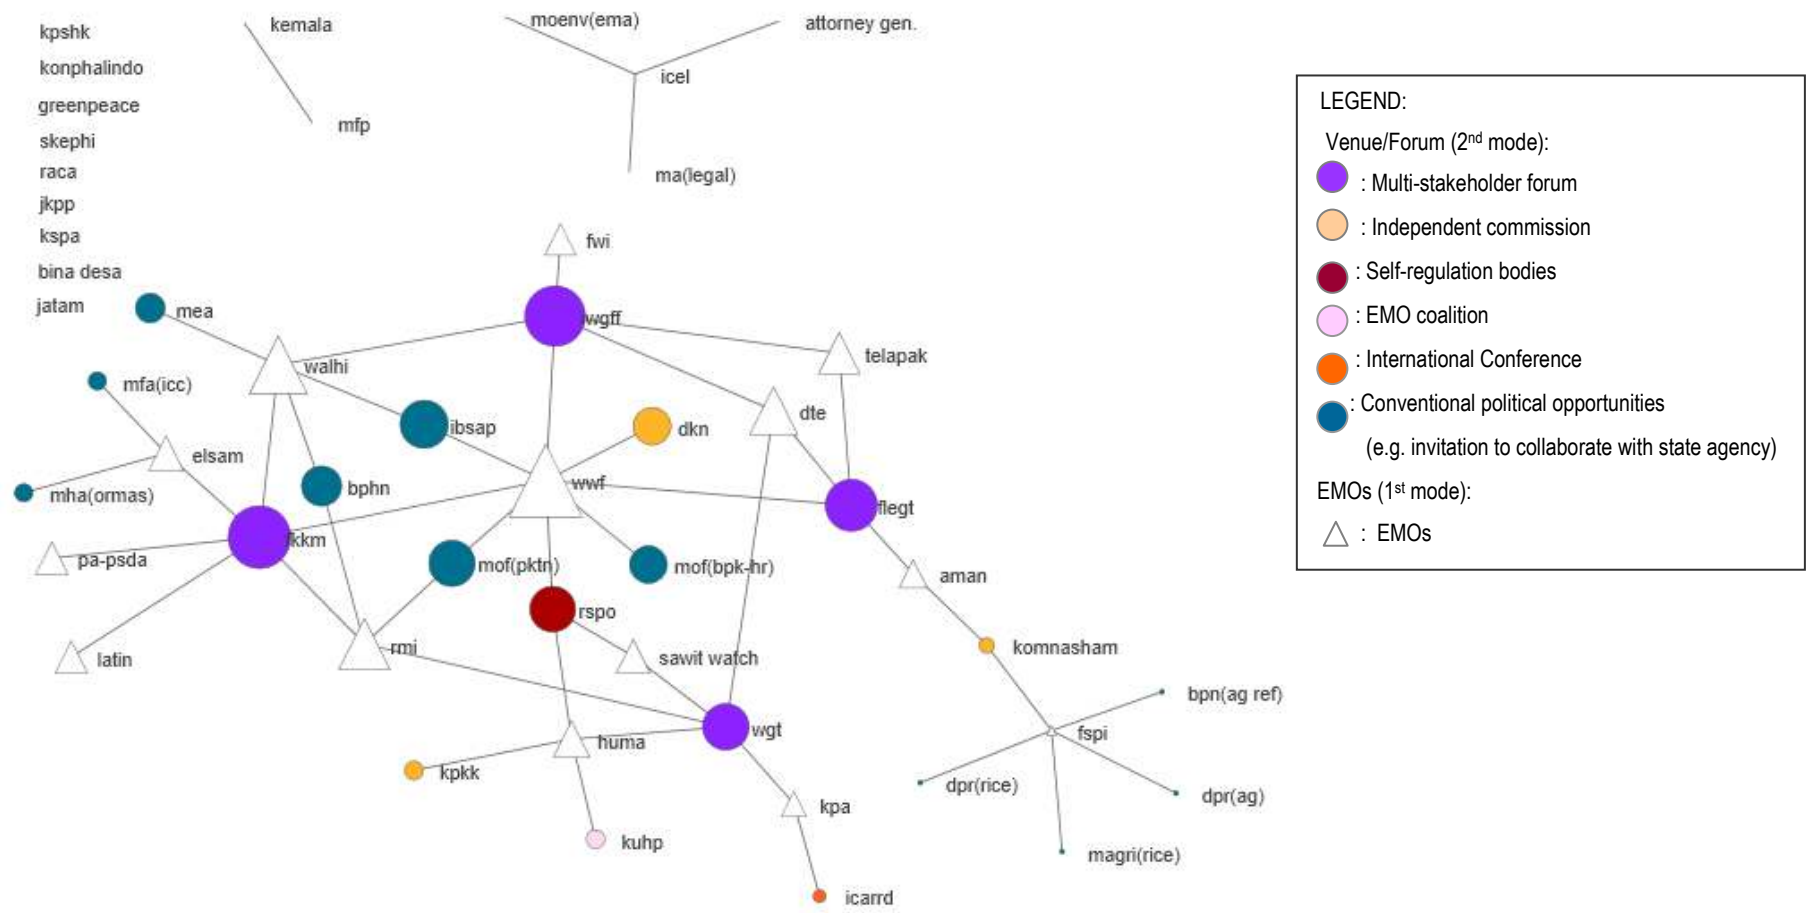 kpshk
konphalindo
greenpeace
skephi
raca
jkpp
kspa
bina desa
jatam
kemala
mfp
moenv(ema)
attorney gen.
icel
ma(legal)
fwi
mea
wgff
walhi
telapak
mfa(icc)
ibsap
dkn
dte
elsam
bphn
wwf
mha(ormas)
flegt
fkkm
pa-psda
mof(pktn)
mof(bpk-hr)
aman
rspo
komnasham
latin
rmi
sawit watch
bpn(ag ref)
wgt
fspi
huma
kpkk
dpr(rice)
dpr(ag)
kpa
kuhp
magri(rice)
icarrd
LEGEND:
Venue/Forum (2nd mode):
: Multi-stakeholder forum
: Independent commission
: Self-regulation bodies
: EMO coalition
: International Conference
: Conventional political opportunities
(e.g. invitation to collaborate with state agency)
EMOs (1st mode):
: EMOs